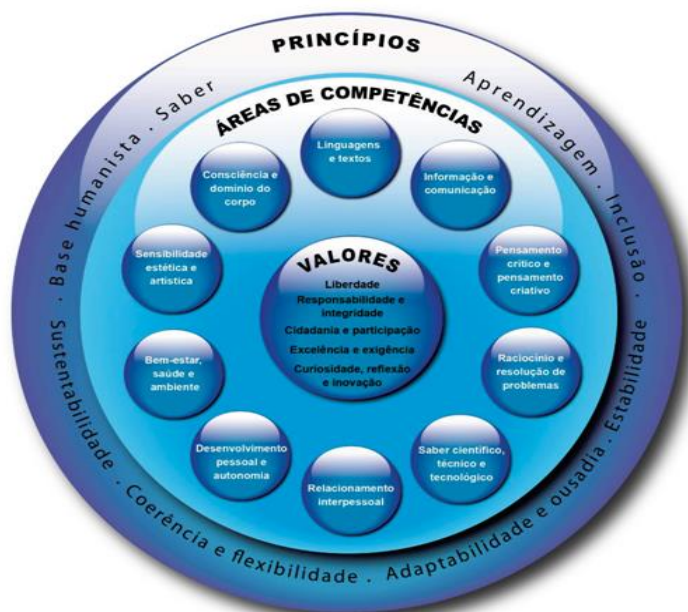 PRINCÍPIOS
Base humanista . Saber
Aprendizagem . Inclusão .
Sustentabilidade .
Coerência e flexibilidade .
Adaptabilidade e ousadia . Estabilidade
ÁREAS DE COMPETÊNCIAS
Linguagens
e textos
Informação e
comunicação
Pensamento
crítico e
pensamento
criativo
Raciocínio e
resolução de
problemas
Saber científico,
técnico e
tecnológico
Relacionamento
interpessoal
Desenvolvimento
pessoal e
autonomia
Bem-estar,
saúde e
ambiente
Sensibilidade
estética e
artística
Consciência e
domínio do
corpo
VALORES
Liberdade
Responsabilidade e
integridade
Cidadania e participação
Excelência e exigência
Curiosidade, reflexão
e inovação